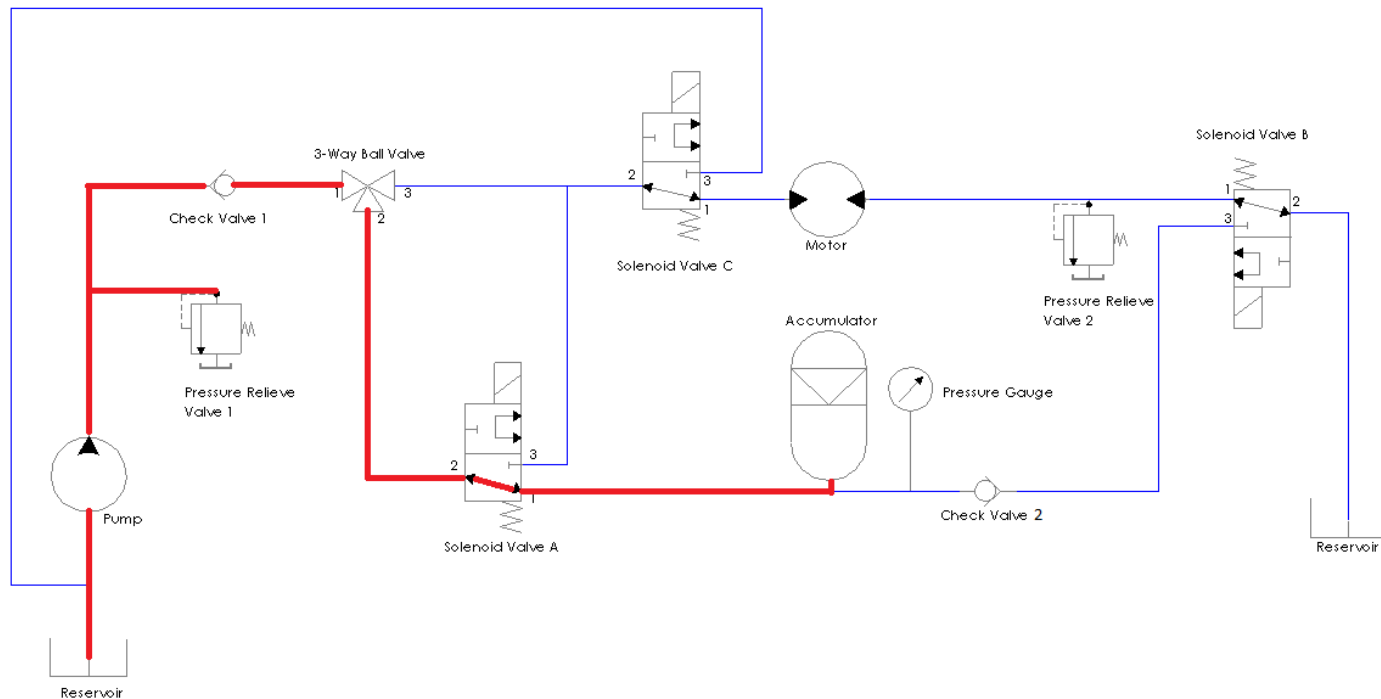 Solenoid Valve B
3-Way Ball Valve
2
3
1
1
3
2
1
2
3
Check Valve 1
2
1
Motor
Solenoid Valve C
Pressure Relieve
Valve 2
Accumulator
Pressure Relieve
Valve 1
Pressure Gauge
2
3
1
Pump
Check Valve 2
Solenoid Valve A
Reservoir
Reservoir